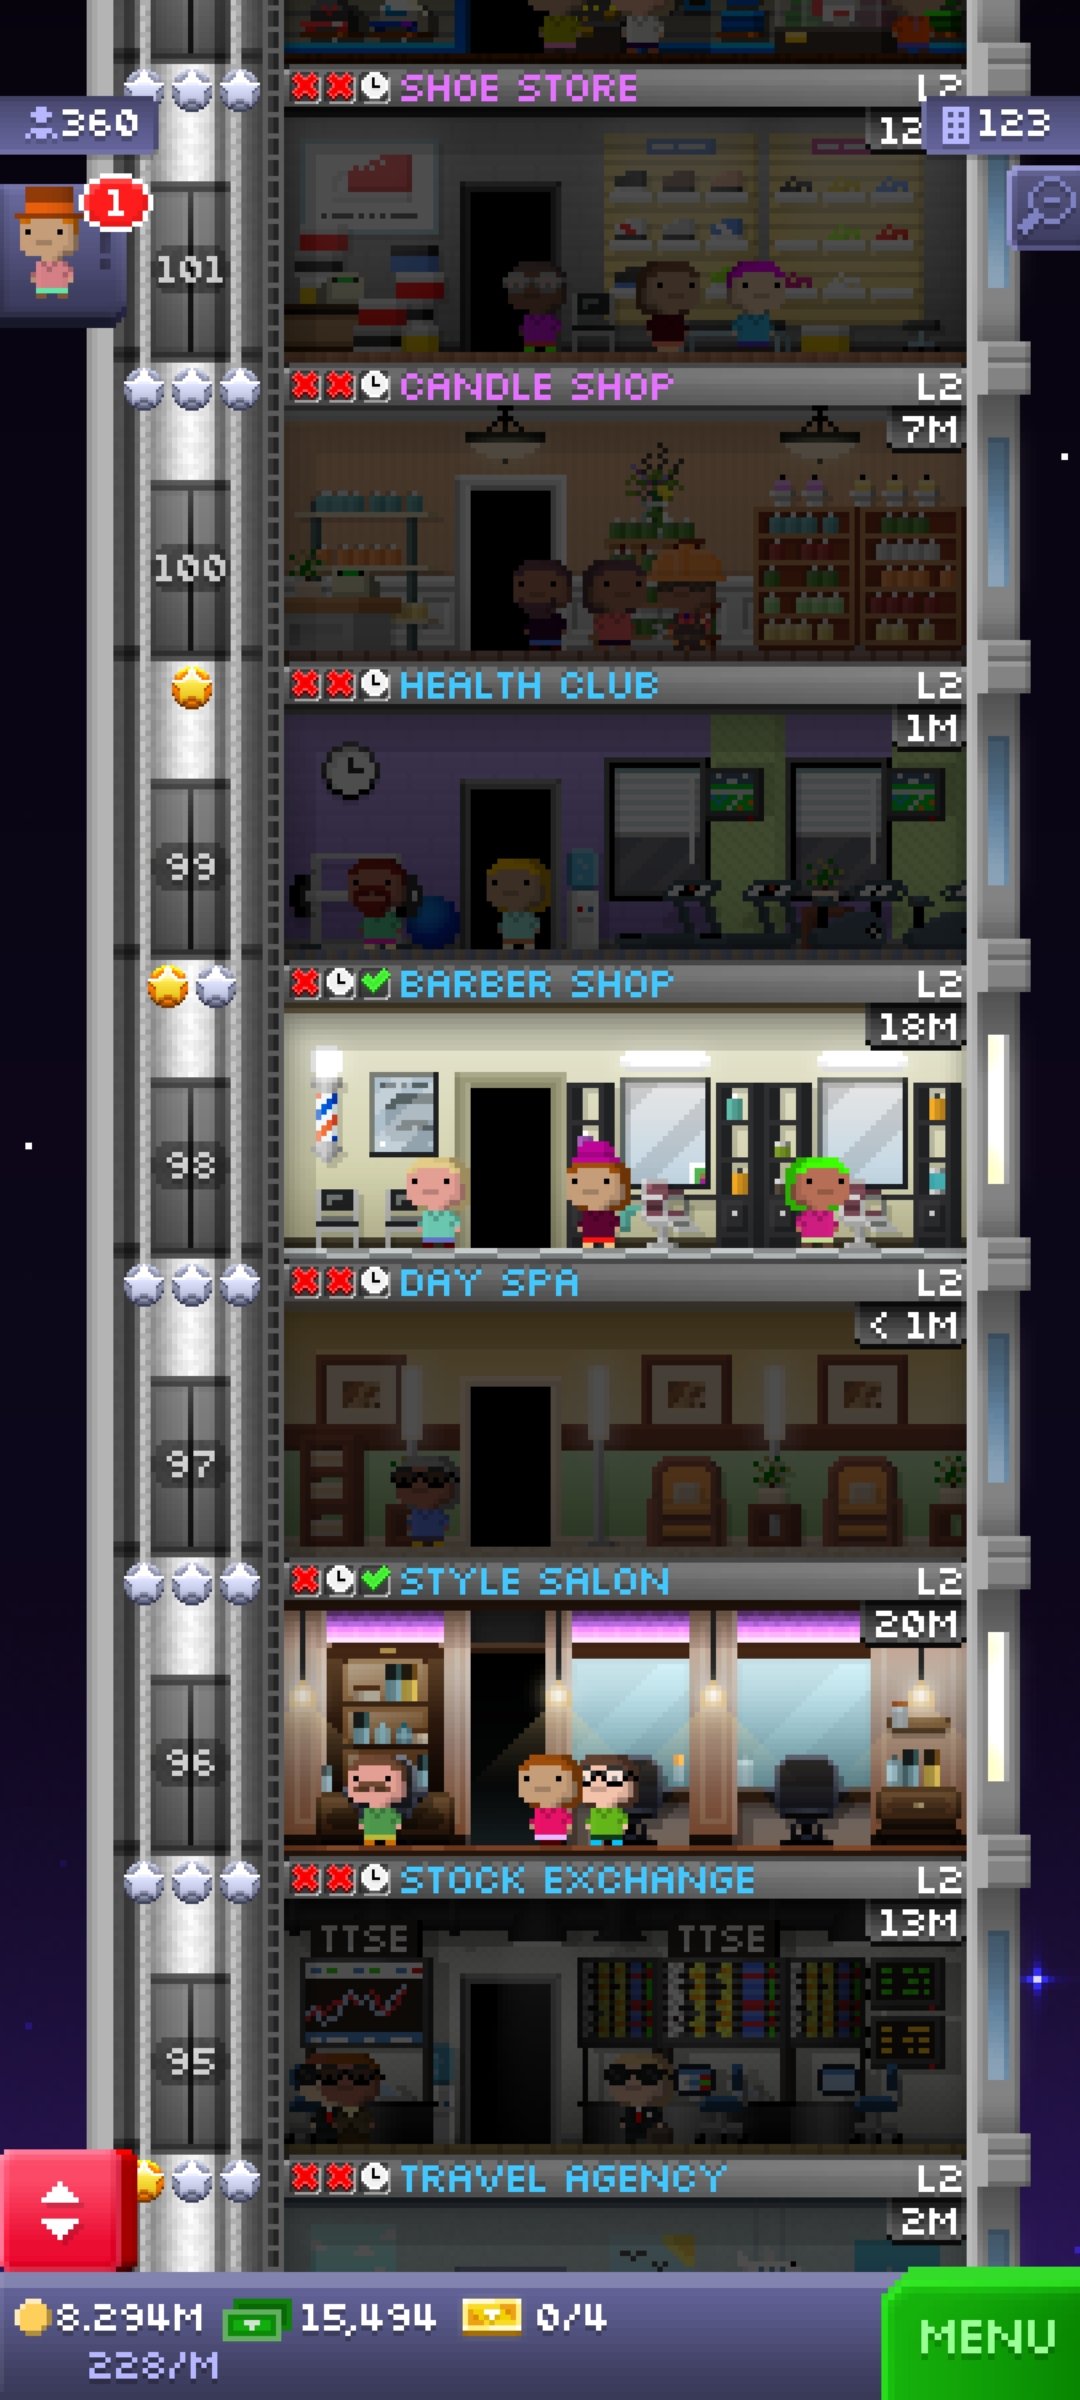 SHOE STORE L2
360
123
12
1
101
CANDLE SHOP L2
7M
100
HEALTH CLUB L2
1M
99
BARBER SHOP L2
18M
98
DAY SPA L2
< 1M
97
STYLE SALON L2
20M
96
STOCK EXCHANGE L2
13M
TTSE TTSE
95
TRAVEL AGENCY L2
2M
8.294M 15,494 0/4
228/M
MENU